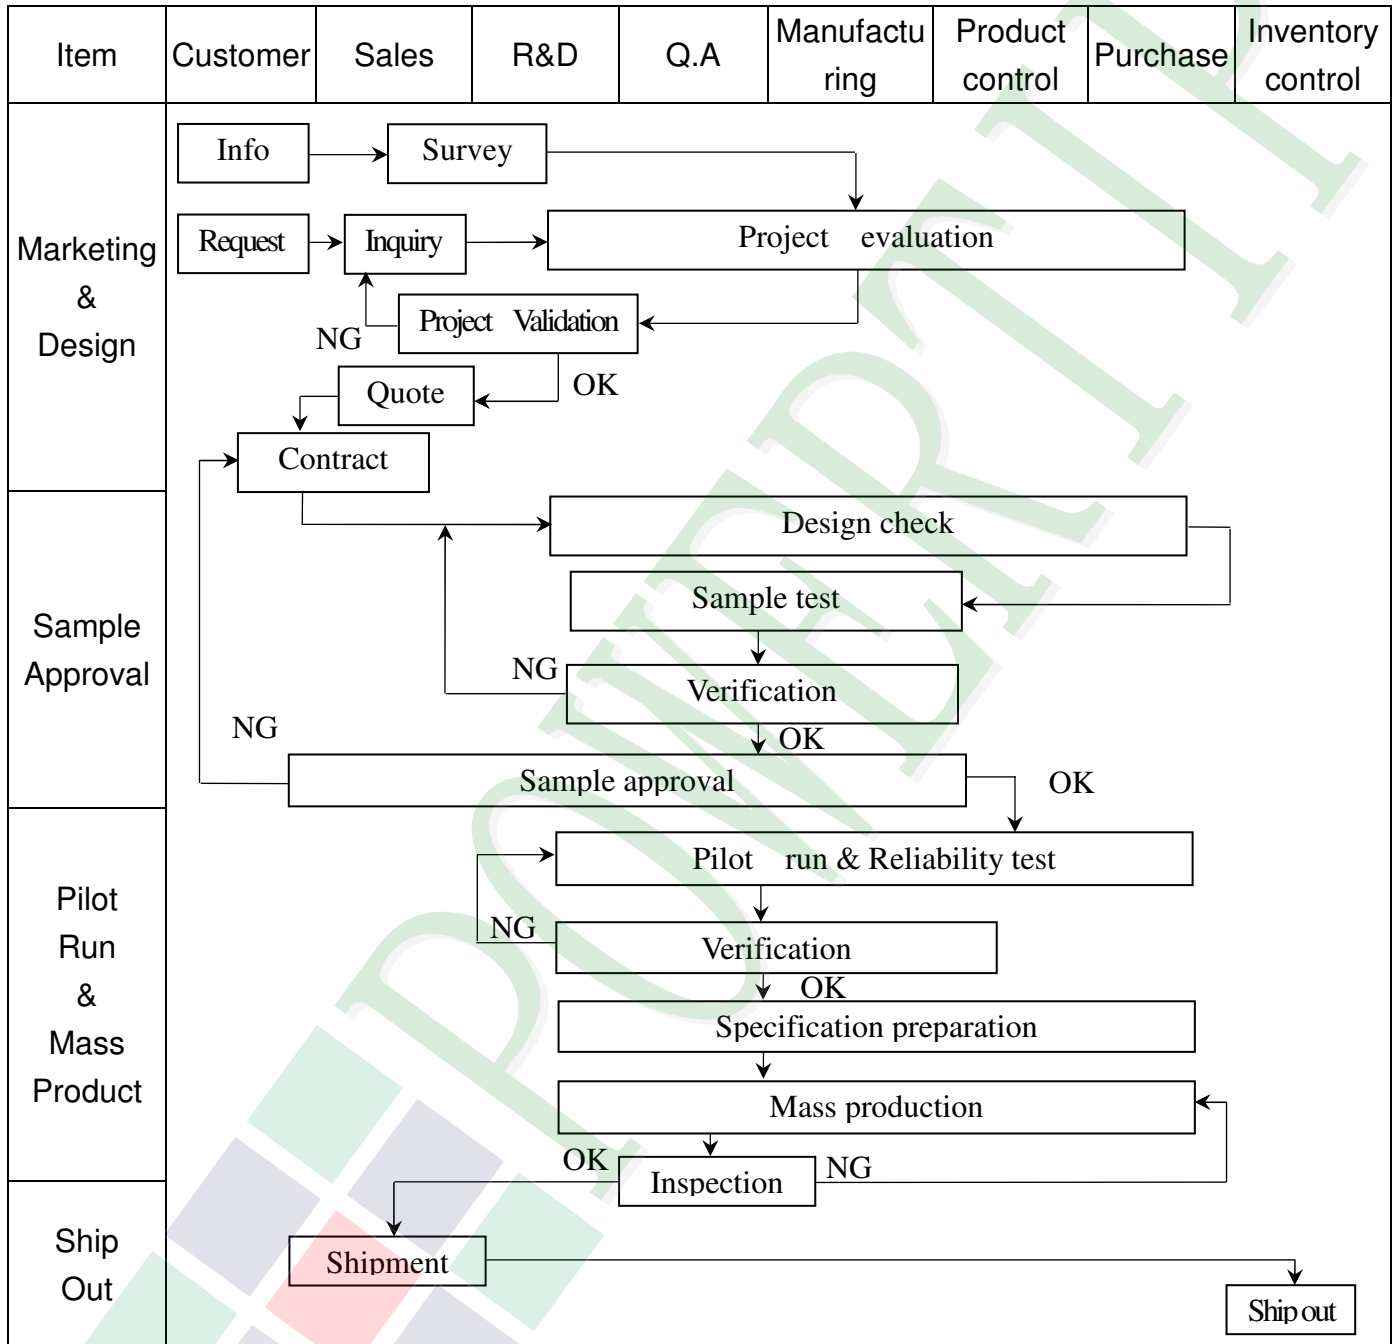 Item
Customer
Sales
R&D
Q.A
Manufactu
ring
Product
control
Purchase
Inventory
control
Marketing
&
Design
Info
Survey
Request
Inquiry
Project evaluation
NG
Project Validation
OK
Quote
Contract
Sample
Approval
Design check
Sample test
NG
Verification
OK
NG
Sample approval
OK
Pilot
Run
&
Mass
Product
Pilot run & Reliability test
NG
Verification
OK
Specification preparation
Mass production
OK
Inspection
NG
Ship
Out
Shipment
Ship out
POWERTIP